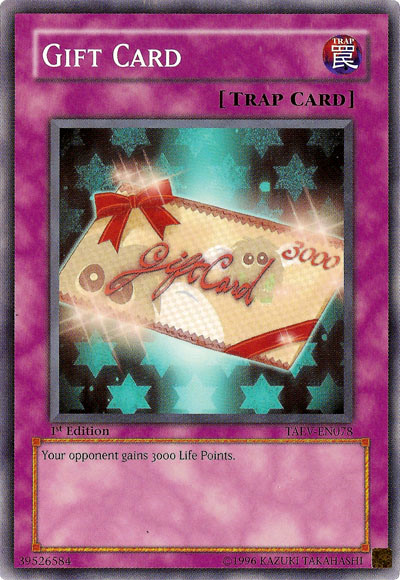 Gift Card
TRAP
罠
[Trap Card]
Gift Card
3000
1st Edition
TAEV-EN078
Your opponent gains 3000 Life Points.
39526584
©1996 KAZUKI TAKAHASHI